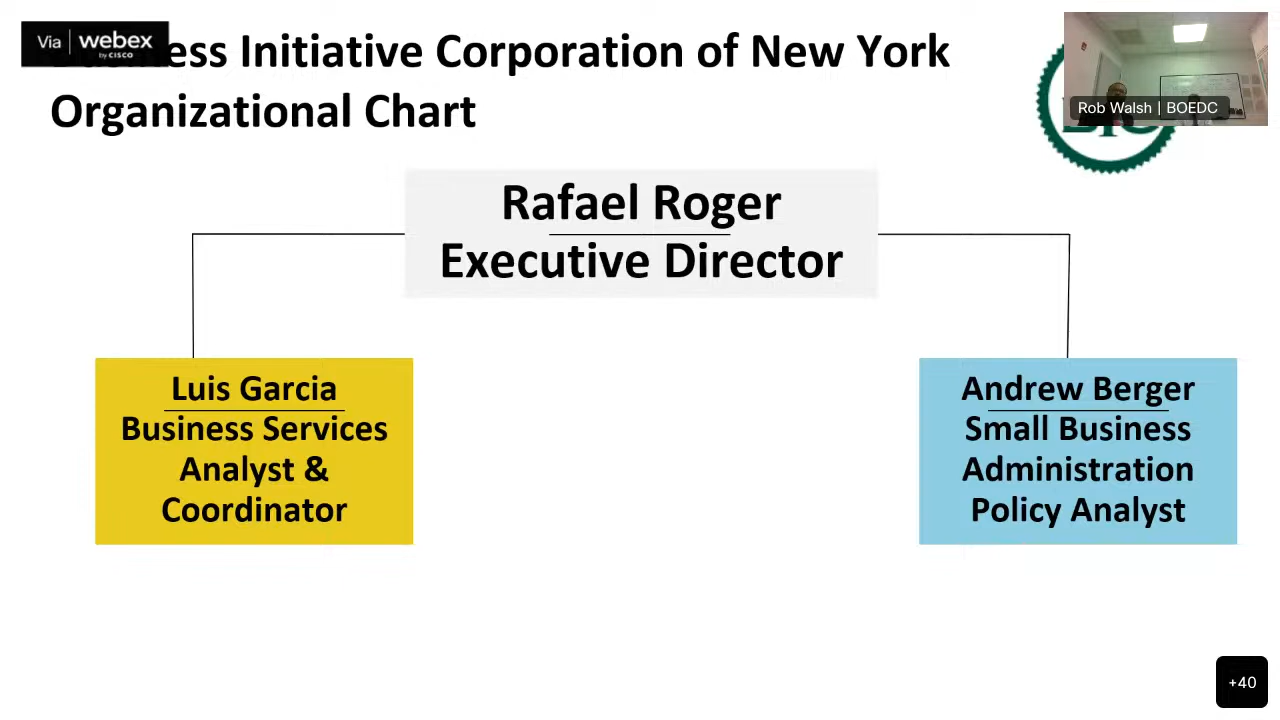 Via webex
by CISCO
Initiative Corporation of New York
Organizational Chart
Rob Walsh | BOEDC
Rafael Roger
Executive Director
Luis Garcia
Business Services
Analyst &
Coordinator
Andrew Berger
Small Business
Administration
Policy Analyst
+40